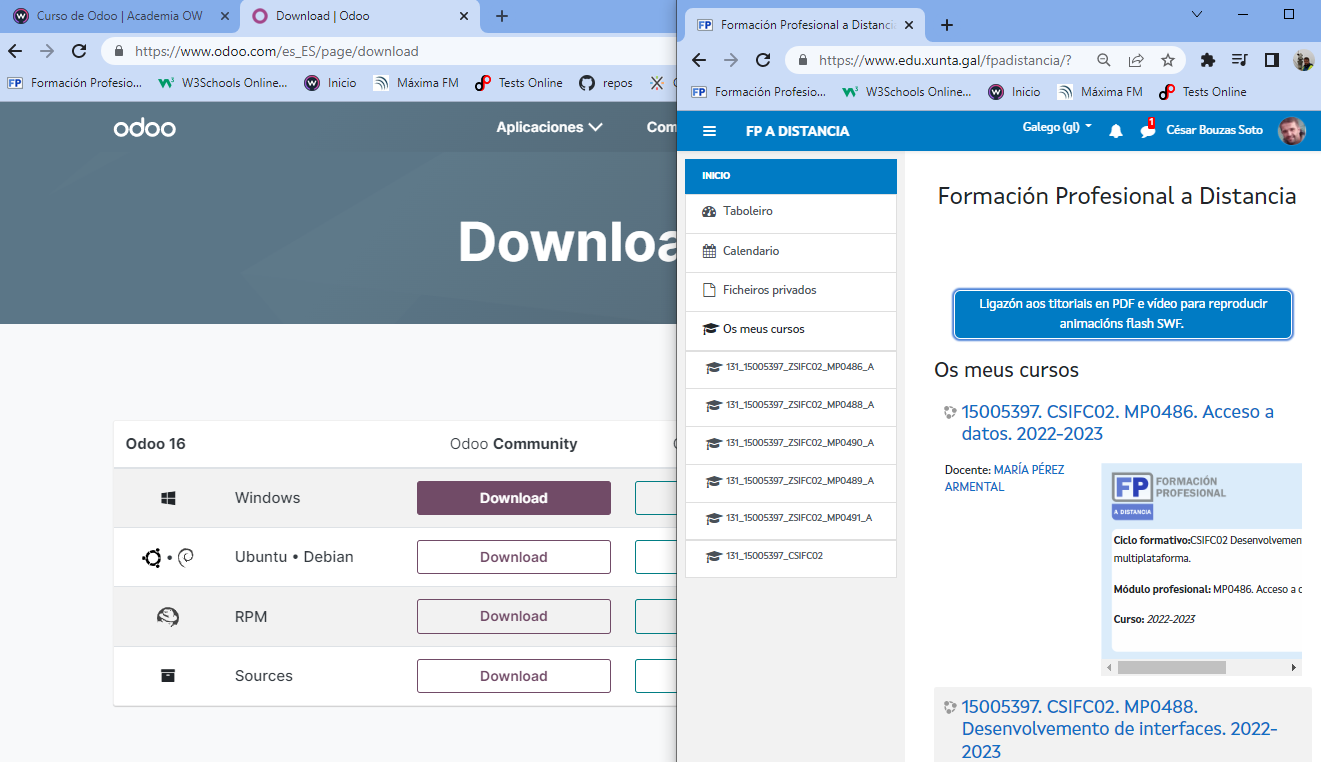 Curso de Odoo | Academia OW
Download | Odoo
https://www.odoo.com/es_ES/page/download
FP Formación Profesio...
W3Schools Online...
Inicio
Máxima FM
Tests Online
repos
odoo
Aplicaciones
Com
Downloa
Odoo 16
Odoo Community
Windows
Download
Ubuntu • Debian
Download
RPM
Download
Sources
Download
FP Formación Profesional a Distancia
https://www.edu.xunta.gal/fpadistancia/?
FP Formación Profesio...
W3Schools Online...
Inicio
Máxima FM
Tests Online
FP A DISTANCIA
Galego (gl)
1
César Bouzas Soto
INICIO
Taboleiro
Calendario
Ficheiros privados
Os meus cursos
131_15005397_ZSIFC02_MP0486_A
131_15005397_ZSIFC02_MP0488_A
131_15005397_ZSIFC02_MP0490_A
131_15005397_ZSIFC02_MP0489_A
131_15005397_ZSIFC02_MP0491_A
131_15005397_CSIFC02
Formación Profesional a Distancia
Ligazón aos titoriais en PDF e vídeo para reproducir
animacións flash SWF.
Os meus cursos
15005397. CSIFC02. MP0486. Acceso a
datos. 2022-2023
Docente: MARÍA PÉREZ
ARMENTAL
FP
FORMACIÓN
PROFESIONAL
A DISTANCIA
Ciclo formativo:CSIFC02 Desenvolvemen
multiplataforma.
Módulo profesional: MP0486. Acceso a
Curso: 2022-2023
15005397. CSIFC02. MP0488.
Desenvolvemento de interfaces. 2022-
2023